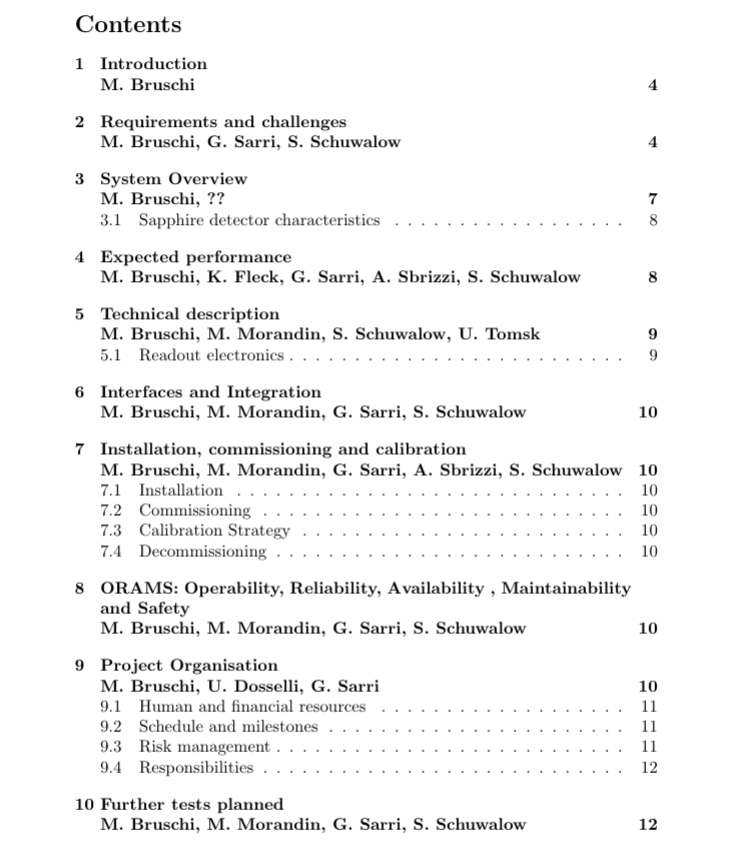 Contents
1 Introduction
M. Bruschi 4
2 Requirements and challenges
M. Bruschi, G. Sarri, S. Schuwalow 4
3 System Overview
M. Bruschi, ?? 7
3.1 Sapphire detector characteristics . . . . . . . . . . . . . . . . . . 8
4 Expected performance
M. Bruschi, K. Fleck, G. Sarri, A. Sbrizzi, S. Schuwalow 8
5 Technical description
M. Bruschi, M. Morandin, S. Schuwalow, U. Tomsk 9
5.1 Readout electronics . . . . . . . . . . . . . . . . . . . . . . . . . . 9
6 Interfaces and Integration
M. Bruschi, M. Morandin, G. Sarri, S. Schuwalow 10
7 Installation, commissioning and calibration
M. Bruschi, M. Morandin, G. Sarri, A. Sbrizzi, S. Schuwalow 10
7.1 Installation . . . . . . . . . . . . . . . . . . . . . . . . . . . . . . 10
7.2 Commissioning . . . . . . . . . . . . . . . . . . . . . . . . . . . . 10
7.3 Calibration Strategy . . . . . . . . . . . . . . . . . . . . . . . . . 10
7.4 Decommissioning . . . . . . . . . . . . . . . . . . . . . . . . . . . 10
8 ORAMS: Operability, Reliability, Availability , Maintainability
and Safety
M. Bruschi, M. Morandin, G. Sarri, S. Schuwalow 10
9 Project Organisation
M. Bruschi, U. Dosselli, G. Sarri 10
9.1 Human and financial resources . . . . . . . . . . . . . . . . . . . 11
9.2 Schedule and milestones . . . . . . . . . . . . . . . . . . . . . . . 11
9.3 Risk management . . . . . . . . . . . . . . . . . . . . . . . . . . . 11
9.4 Responsibilities . . . . . . . . . . . . . . . . . . . . . . . . . . . . 12
10 Further tests planned
M. Bruschi, M. Morandin, G. Sarri, S. Schuwalow 12